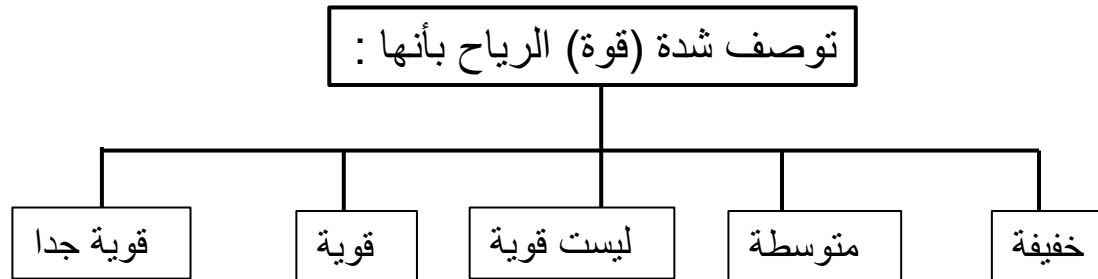 توصف شدة (قوة) الرياح بأنها :
خفيفة
متوسطة
ليست قوية
قوية
قوية جدا